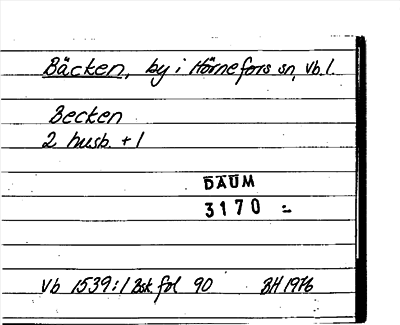 Bäcken, by i Hörnefors sn, Vb. l.
Becken
2 husb. + 1
DAUM
3170 -
Vb 1539:1 Bsk. fol 90 BH 1976